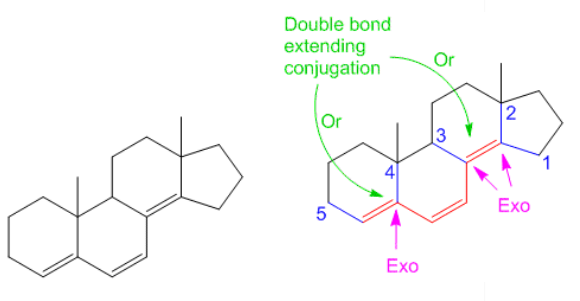 Double bond
extending
conjugation
Or
Or
2
3
1
4
Exo
5
Exo